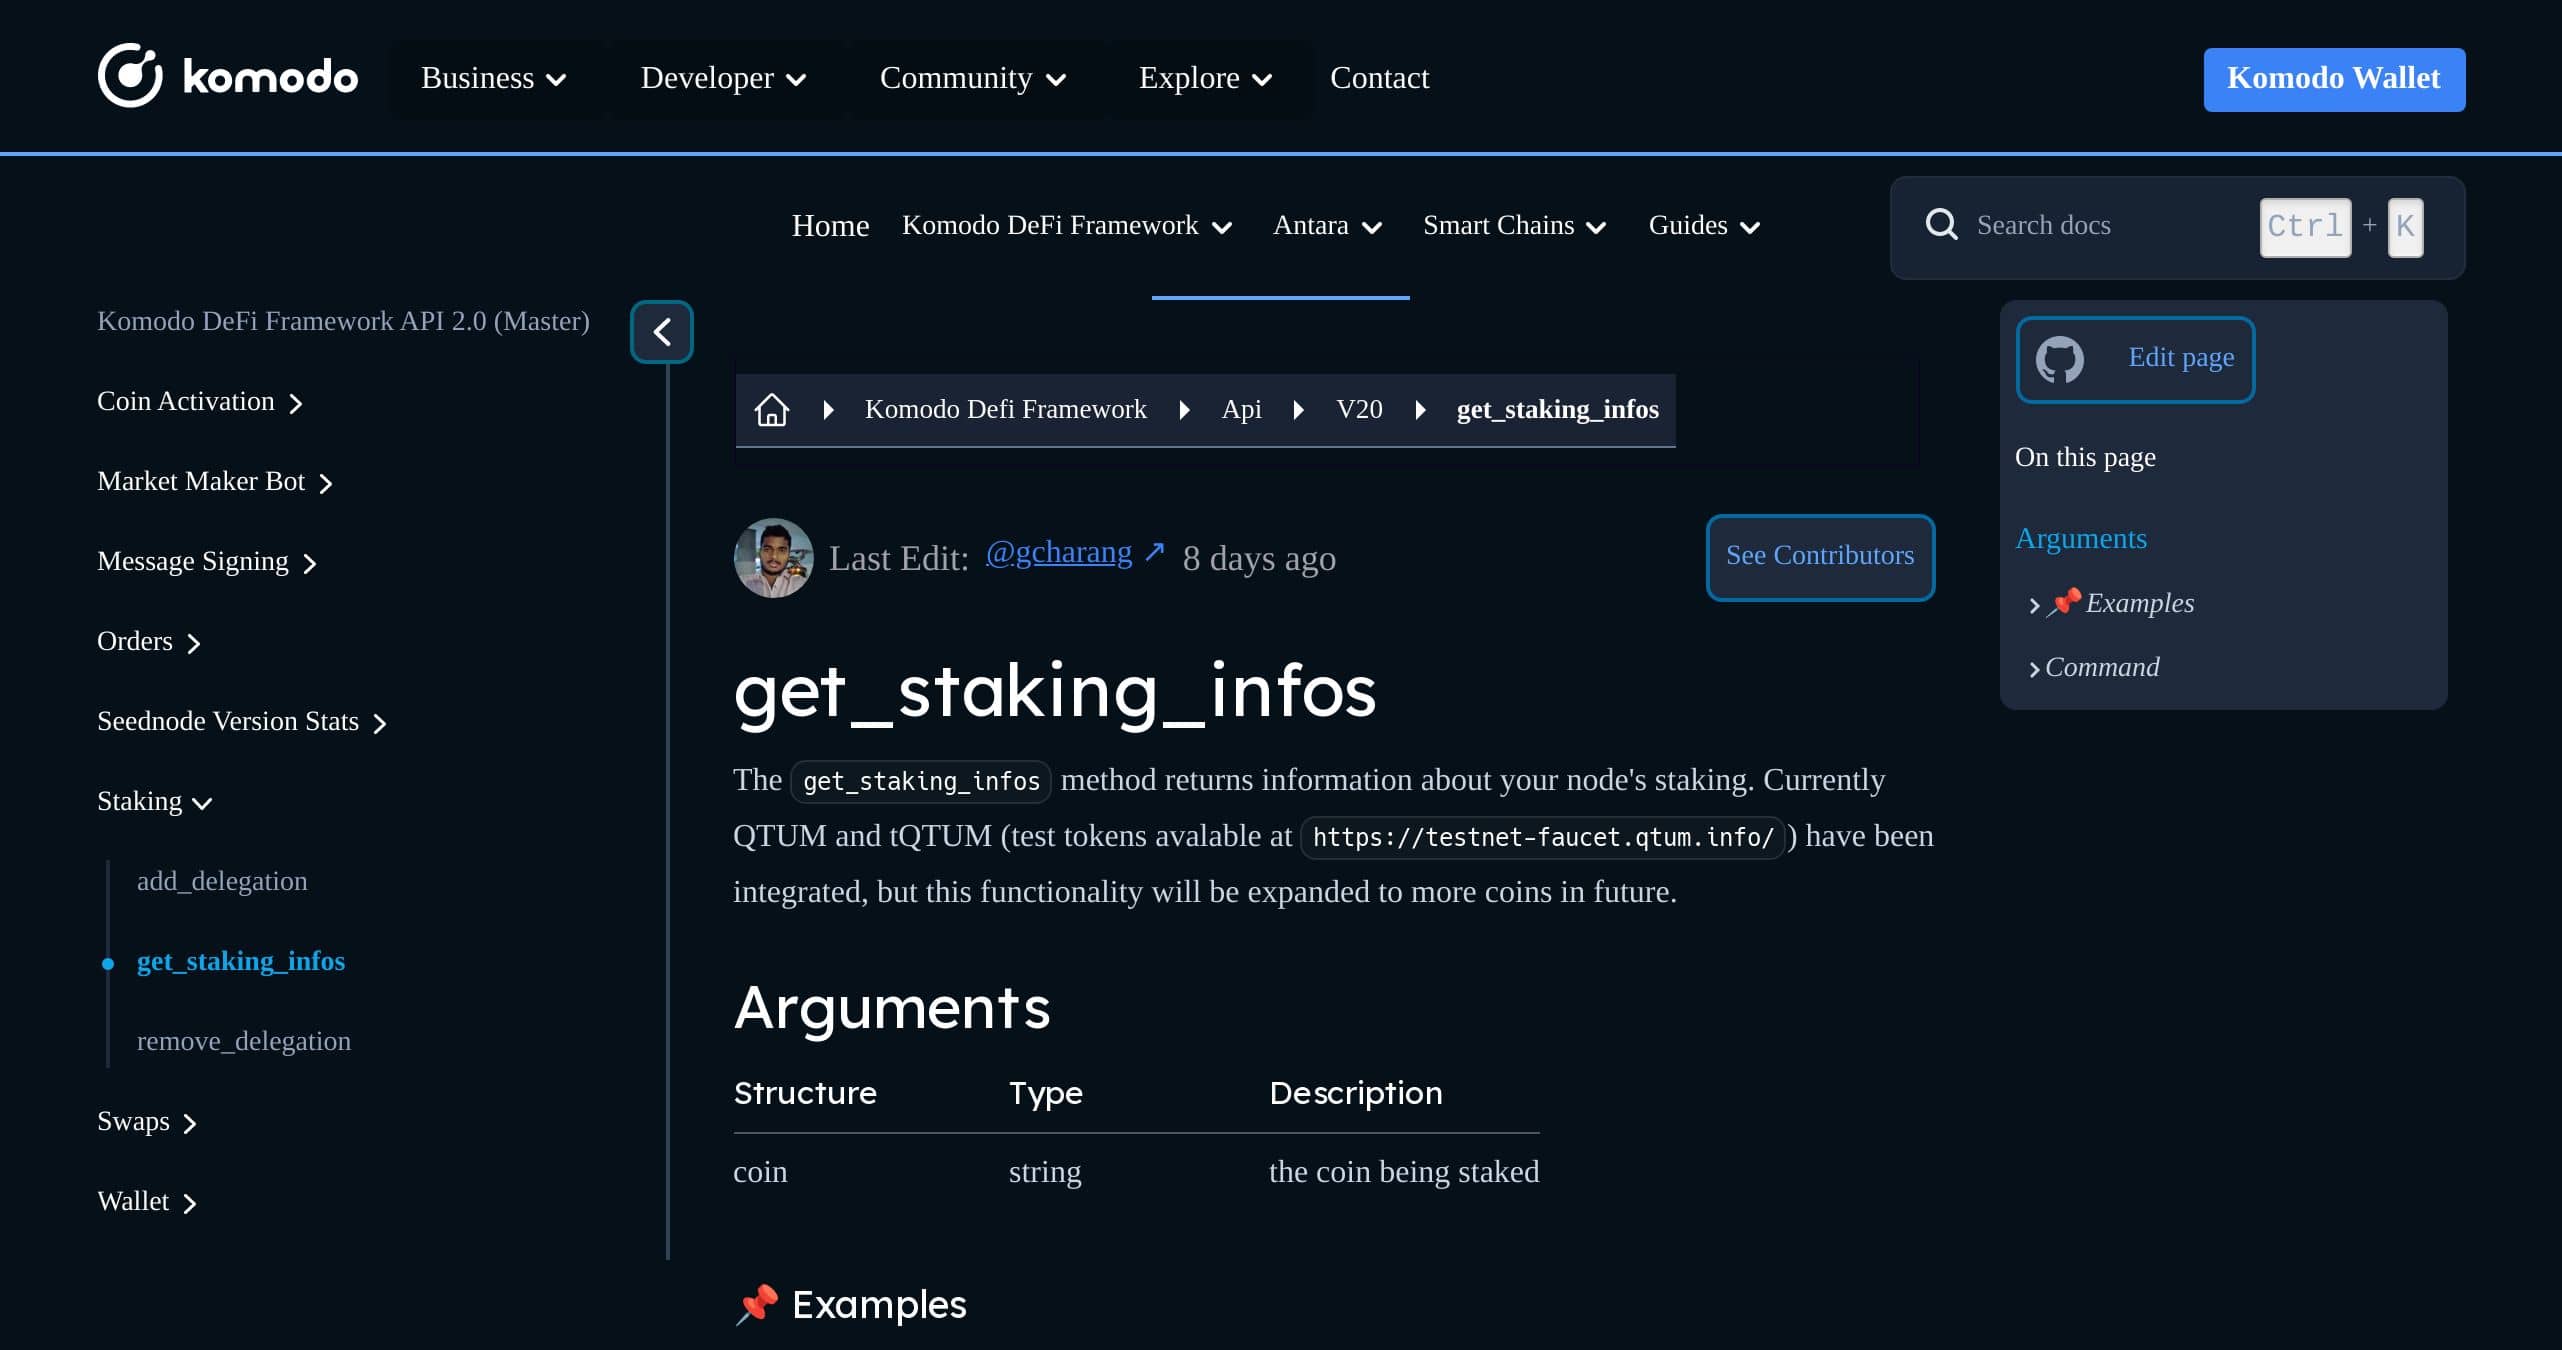 komodo
Business
Developer
Community
Explore
Contact
Komodo Wallet
Home
Komodo DeFi Framework
Antara
Smart Chains
Guides
Search docs
Ctrl + K
Komodo DeFi Framework API 2.0 (Master)
Coin Activation
Market Maker Bot
Message Signing
Orders
Seednode Version Stats
Staking
add_delegation
get_staking_infos
remove_delegation
Swaps
Wallet
Komodo Defi Framework
Api
V20
get_staking_infos
Last Edit: @gcharang ↗ 8 days ago
See Contributors
get_staking_infos
The get_staking_infos method returns information about your node's staking. Currently
QTUM and tQTUM (test tokens avalable at https://testnet-faucet.qtum.info/) have been
integrated, but this functionality will be expanded to more coins in future.
Arguments
Structure Type Description
coin string the coin being staked
📌 Examples
Edit page
On this page
Arguments
📌 Examples
Command